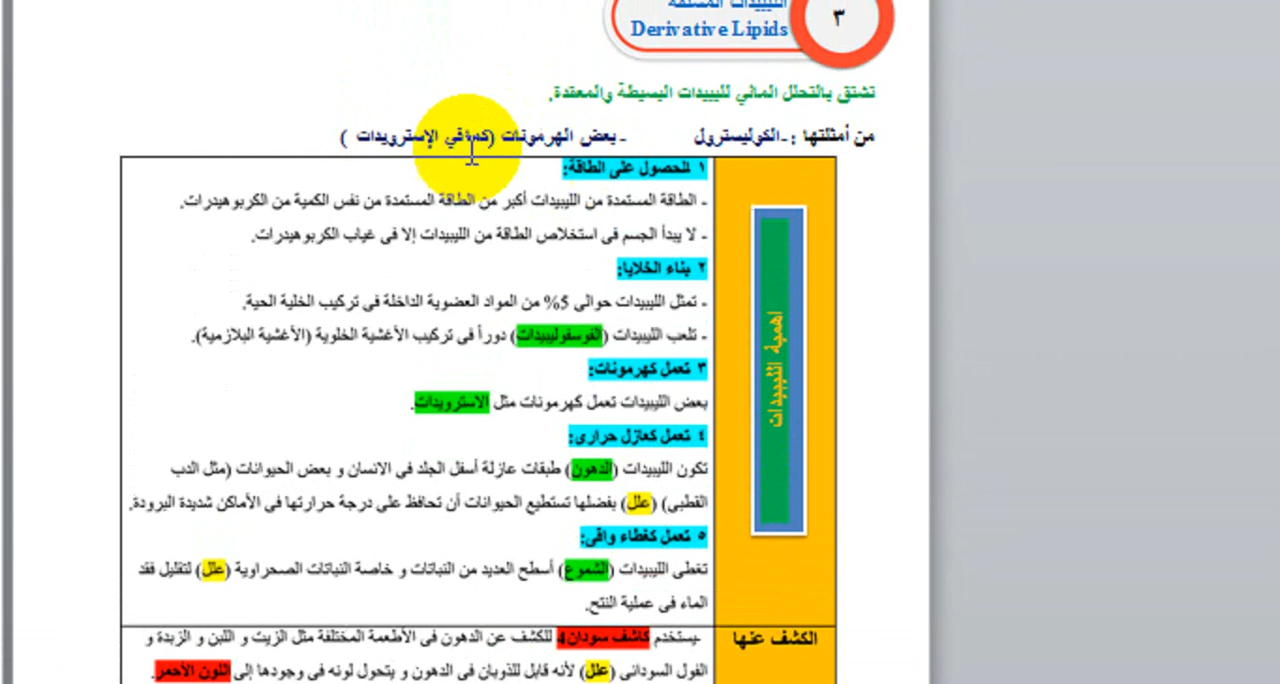 الليبيدات المشتقة
Derivative Lipids
٣
تشتق بالتحلل المائي لليبيدات البسيطة والمعقدة.
من أمثلتها : ـ الكوليسترول ـ بعض الهرمونات (كما في الإسترويدات )
١ للحصول على الطاقة:
- الطاقة المستمدة من الليبيدات أكبر من الطاقة المستمدة من نفس الكمية من الكربوهيدرات.
- لا يبدأ الجسم فى استخلاص الطاقة من الليبيدات إلا فى غياب الكربوهيدرات.
٢ بناء الخلايا:
- تمثل الليبيدات حوالى 5% من المواد العضوية الداخلة فى تركيب الخلية الحية.
- تلعب الليبيدات (الفوسفوليبيدات) دوراً فى تركيب الأغشية الخلوية (الأغشية البلازمية).
٣ تعمل كهرمونات:
بعض الليبيدات تعمل كهرمونات مثل الاسترويدات.
٤ تعمل كعازل حرارى:
تكون الليبيدات (الدهون) طبقات عازلة أسفل الجلد فى الانسان و بعض الحيوانات (مثل الدب
القطبى) (علل) بفضلها تستطيع الحيوانات أن تحافظ على درجة حرارتها فى الأماكن شديدة البرودة.
٥ تعمل كغطاء واقى:
تغطى الليبيدات (الشموع) أسطح العديد من النباتات و خاصة النباتات الصحراوية (علل) لتقليل فقد
الماء فى عملية النتح.
اهمية الليبيدات
الكشف عنها
-يستخدم كاشف سودان4 للكشف عن الدهون فى الأطعمة المختلفة مثل الزيت و اللبن و الزبدة و
الفول السودانى (علل) لأنه قابل للذوبان فى الدهون و يتحول لونه فى وجودها إلى اللون الأحمر.